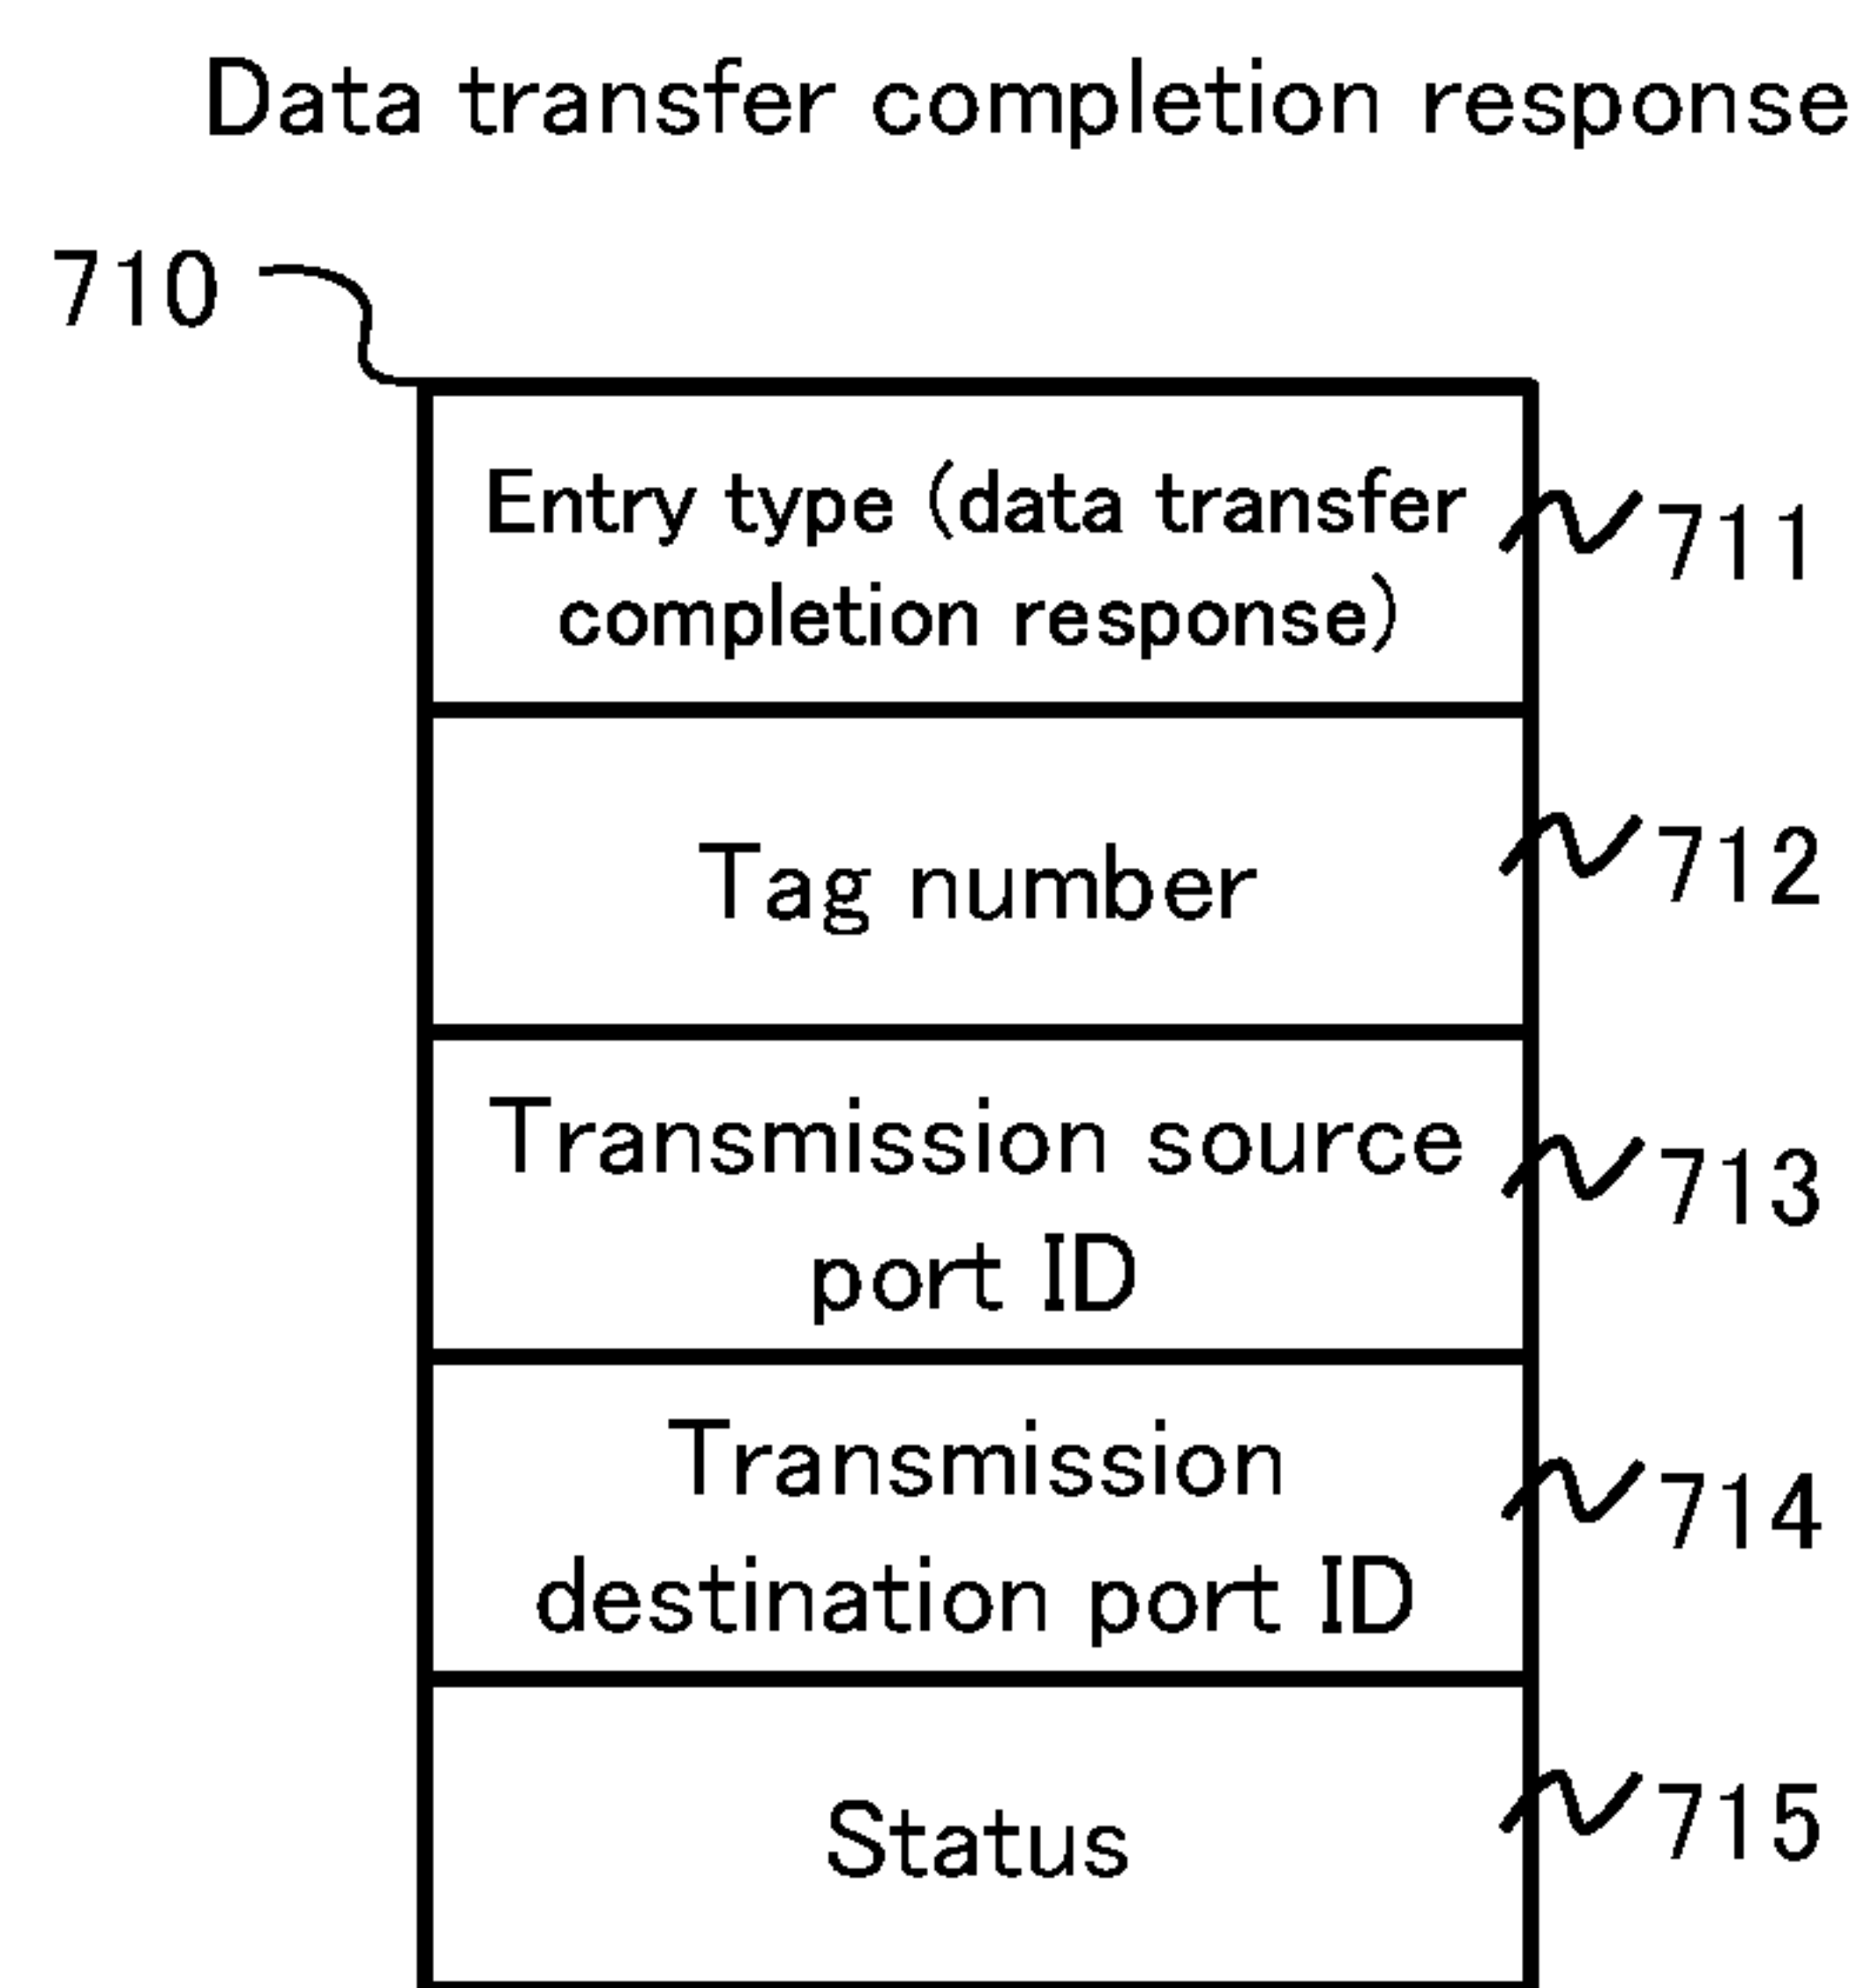 Data transfer completion response
710
Entry type (data transfer
completion response)
711
Tag number
712
Transmission source
port ID
713
Transmission
destination port ID
714
Status
715